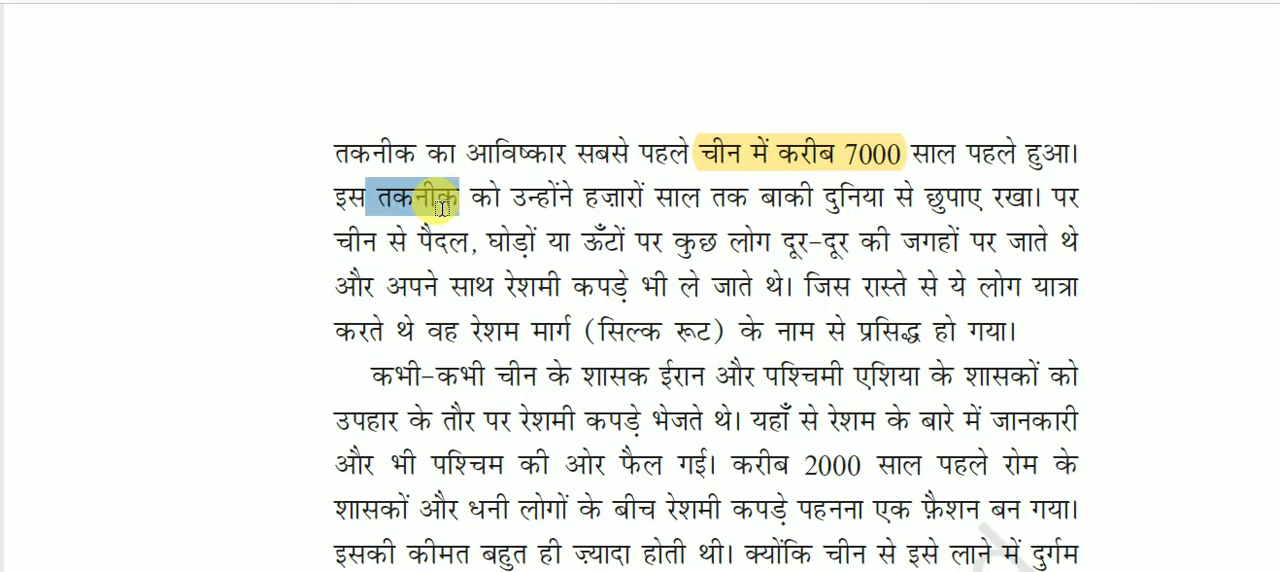 तकनीक का आविष्कार सबसे पहले चीन में करीब 7000 साल पहले हुआ।
इस तकनीक को उन्होंने हज़ारों साल तक बाकी दुनिया से छुपाए रखा। पर
चीन से पैदल, घोड़ों या ऊँटों पर कुछ लोग दूर-दूर की जगहों पर जाते थे
और अपने साथ रेशमी कपड़े भी ले जाते थे। जिस रास्ते से ये लोग यात्रा
करते थे वह रेशम मार्ग (सिल्क रूट) के नाम से प्रसिद्ध हो गया।
कभी-कभी चीन के शासक ईरान और पश्चिमी एशिया के शासकों को
उपहार के तौर पर रेशमी कपड़े भेजते थे। यहाँ से रेशम के बारे में जानकारी
और भी पश्चिम की ओर फैल गई। करीब 2000 साल पहले रोम के
शासकों और धनी लोगों के बीच रेशमी कपड़े पहनना एक फ़ैशन बन गया।
इसकी कीमत बहुत ही ज़्यादा होती थी। क्योंकि चीन से इसे लाने में दुर्गम